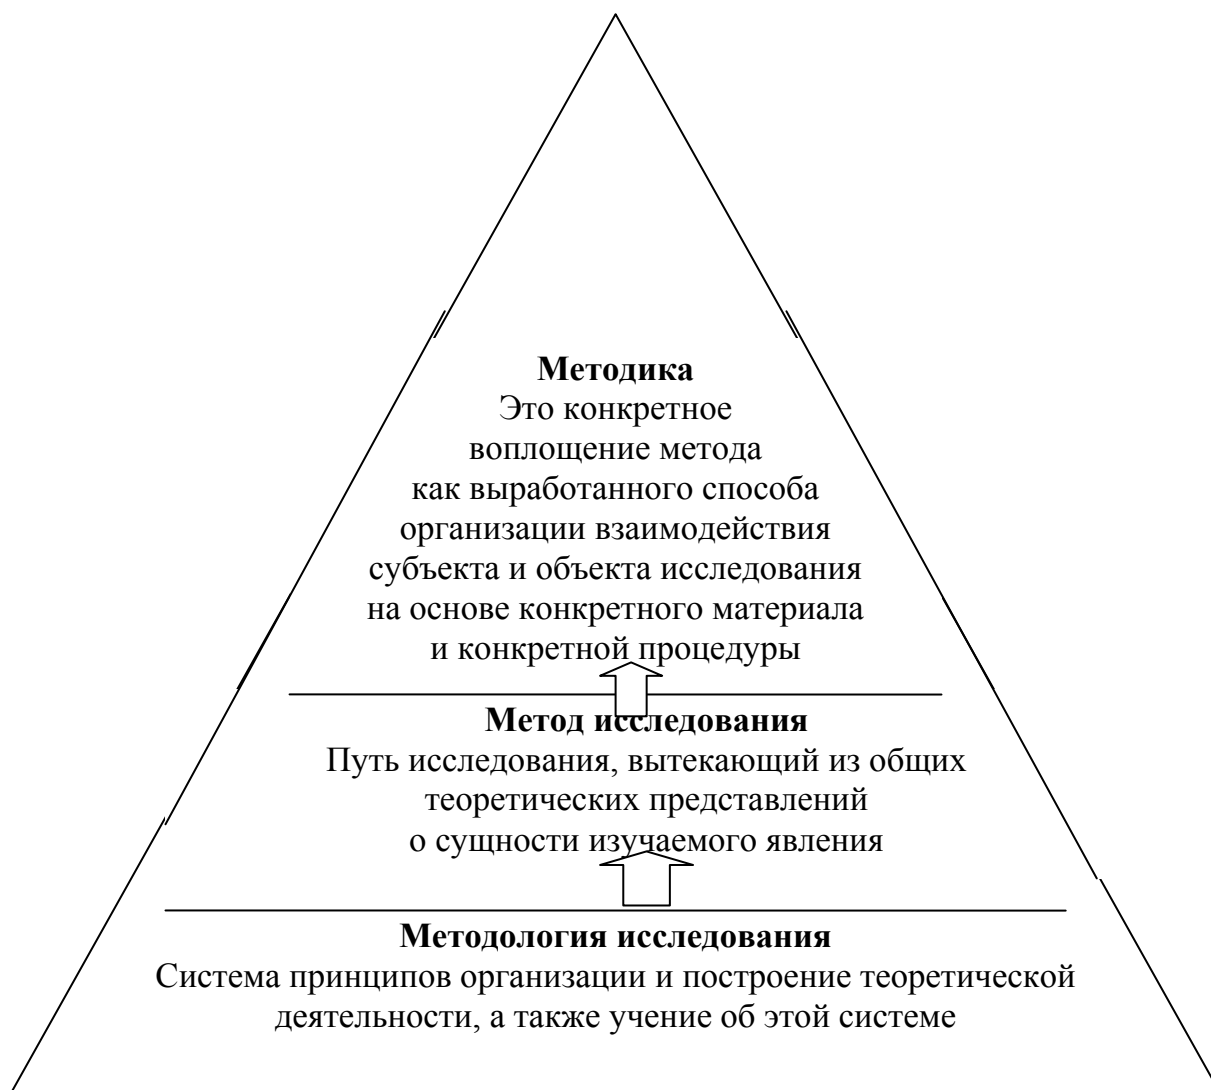 Методика
Это конкретное
воплощение метода
как выработанного способа
организации взаимодействия
субъекта и объекта исследования
на основе конкретного материала
и конкретной процедуры
Метод исследования
Путь исследования, вытекающий из общих
теоретических представлений
о сущности изучаемого явления
Методология исследования
Система принципов организации и построение теоретической
деятельности, а также учение об этой системе